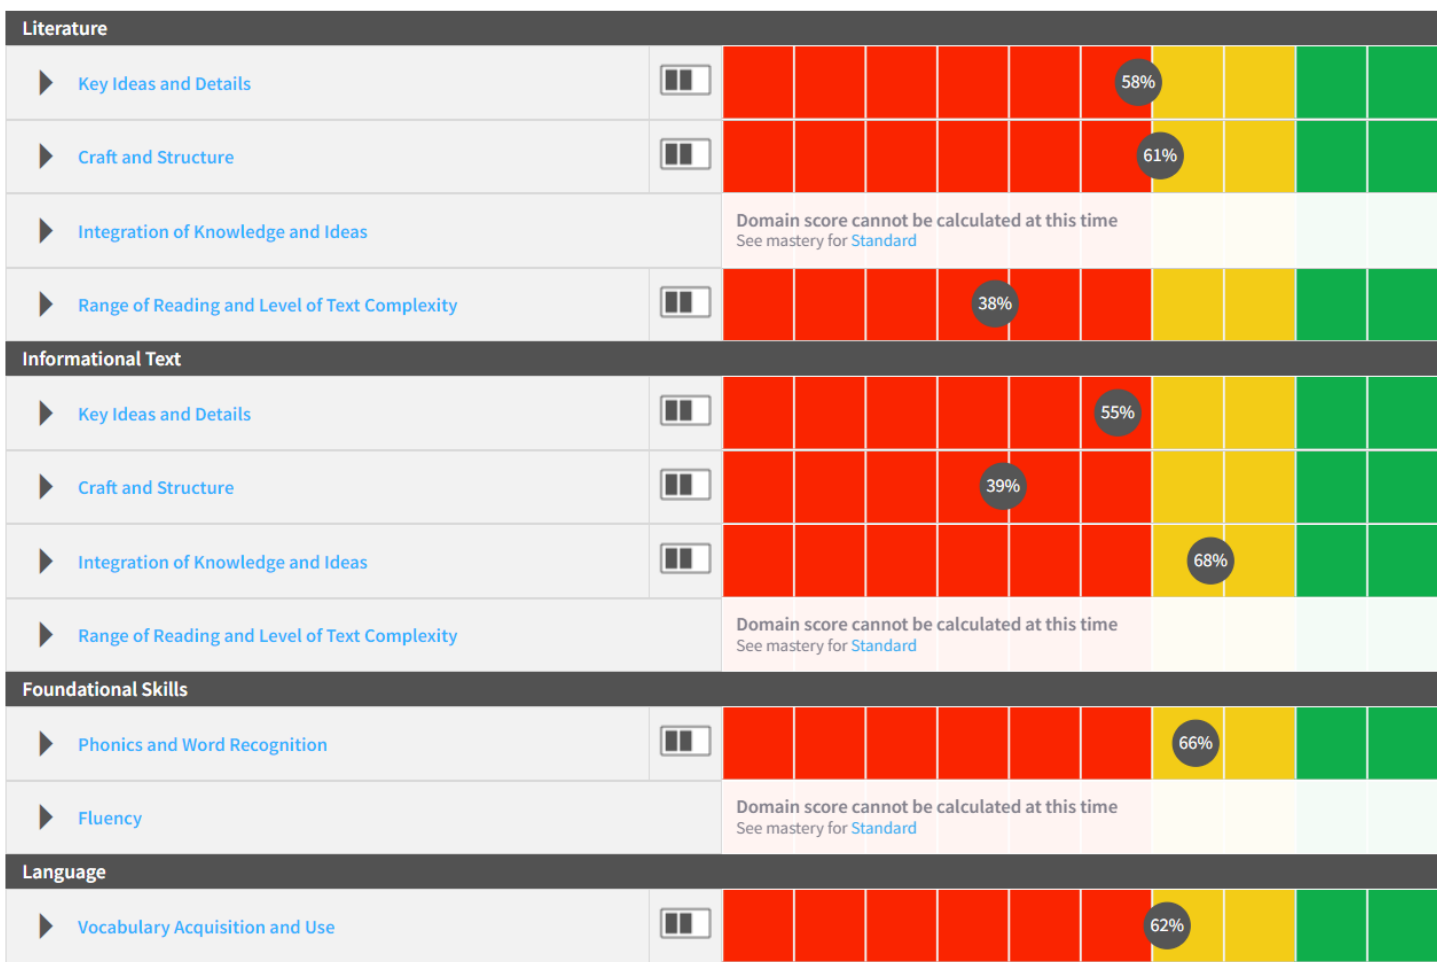 Literature
Key Ideas and Details
58%
Craft and Structure
61%
Integration of Knowledge and Ideas
Domain score cannot be calculated at this time
See mastery for Standard
Range of Reading and Level of Text Complexity
38%
Informational Text
Key Ideas and Details
55%
Craft and Structure
39%
Integration of Knowledge and Ideas
68%
Range of Reading and Level of Text Complexity
Domain score cannot be calculated at this time
See mastery for Standard
Foundational Skills
Phonics and Word Recognition
66%
Fluency
Domain score cannot be calculated at this time
See mastery for Standard
Language
Vocabulary Acquisition and Use
62%